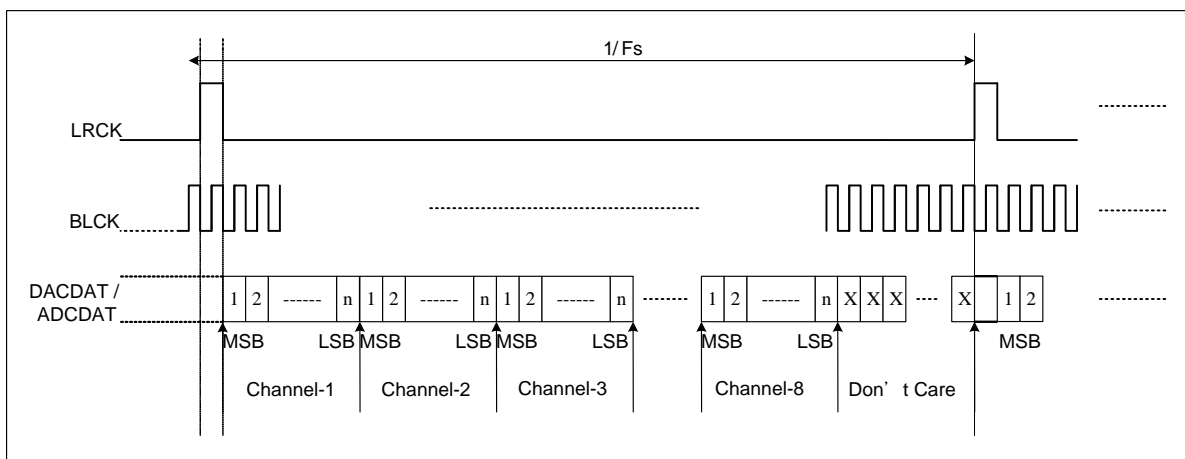 1/ Fs
LRCK
BLCK
DACDAT /
ADCDAT
1 2 ------ n 1 2 ------ n 1 2 ------ n 1 2 ------ n X X X X 1 2
MSB LSB MSB LSB MSB LSB MSB LSB MSB
Channel-1 Channel-2 Channel-3 Channel-8 Don't Care